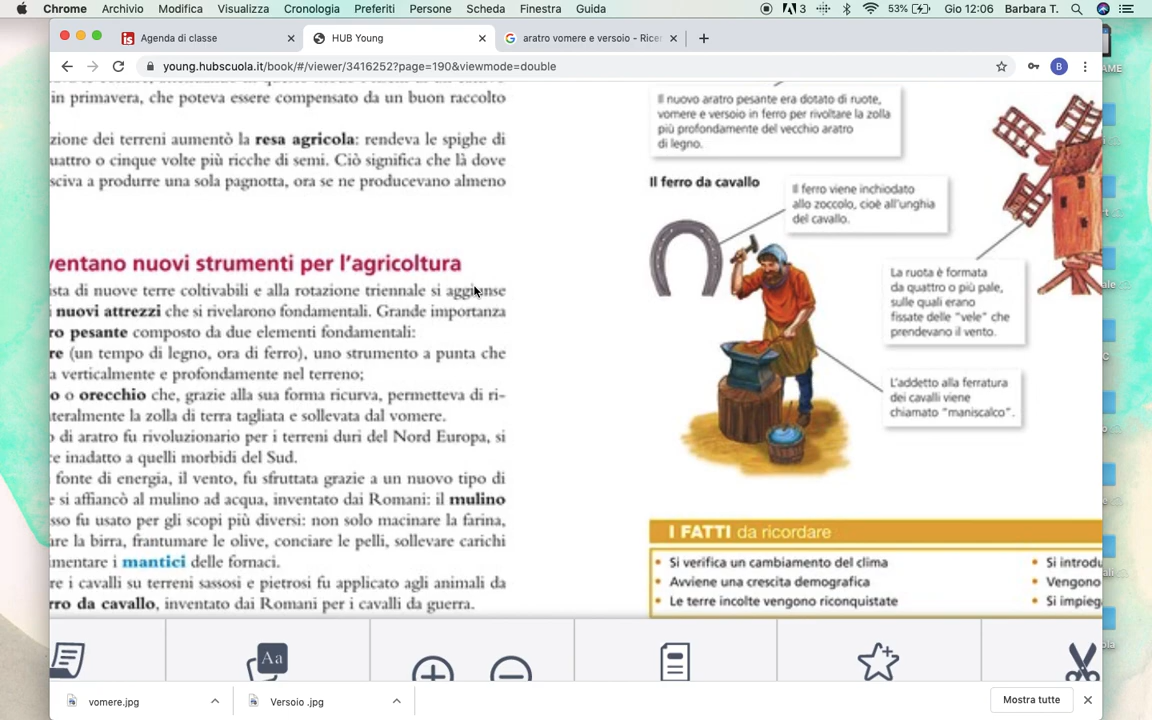 Chrome Archivio Modifica Visualizza Cronologia Preferiti Persone Scheda Finestra Guida 3 53% Gio 12:06 Barbara T.
Agenda di classe
HUB Young
aratro vomere e versoio - Rice
young.hubscuola.it/book/#/viewer/3416252?page=190&viewmode=double
B
in primavera, che poteva essere compensato da un buon raccolto
zione dei terreni aumentò la resa agricola: rendeva le spighe di
uattro o cinque volte più ricche di semi. Ciò significa che là dove
sciva a produrre una sola pagnotta, ora se ne producevano almeno
ventano nuovi strumenti per l'agricoltura
ista di nuove terre coltivabili e alla rotazione triennale si aggiunse
i nuovi attrezzi che si rivelarono fondamentali. Grande importanza
ro pesante composto da due elementi fondamentali:
re (un tempo di legno, ora di ferro), uno strumento a punta che
a verticalmente e profondamente nel terreno;
o o orecchio che, grazie alla sua forma ricurva, permetteva di ri-
ateralmente la zolla di terra tagliata e sollevata dal vomere.
o di aratro fu rivoluzionario per i terreni duri del Nord Europa, si
ce inadatto a quelli morbidi del Sud.
fonte di energia, il vento, fu sfruttata grazie a un nuovo tipo di
e si affiancò al mulino ad acqua, inventato dai Romani: il mulino
sso fu usato per gli scopi più diversi: non solo macinare la farina,
are la birra, frantumare le olive, conciare le pelli, sollevare carichi
imentare i mantici delle fornaci.
re i cavalli su terreni sassosi e pietrosi fu applicato agli animali da
rro da cavallo, inventato dai Romani per i cavalli da guerra.
Il nuovo aratro pesante era dotato di ruote,
vomere e versoio in ferro per rivoltare la zolla
più profondamente del vecchio aratro
di legno.
Il ferro da cavallo
Il ferro viene inchiodato
allo zoccolo, cioè all'unghia
del cavallo.
La ruota è formata
da quattro o più pale,
sulle quali erano
fissate delle "vele" che
prendevano il vento.
L'addetto alla ferratura
dei cavalli viene
chiamato "maniscalco".
I FATTI da ricordare
• Si verifica un cambiamento del clima
• Avviene una crescita demografica
• Le terre incolte vengono riconquistate
• Si introdu
• Vengono
• Si impieg
Aa
vomere.jpg
Versoio .jpg
Mostra tutte